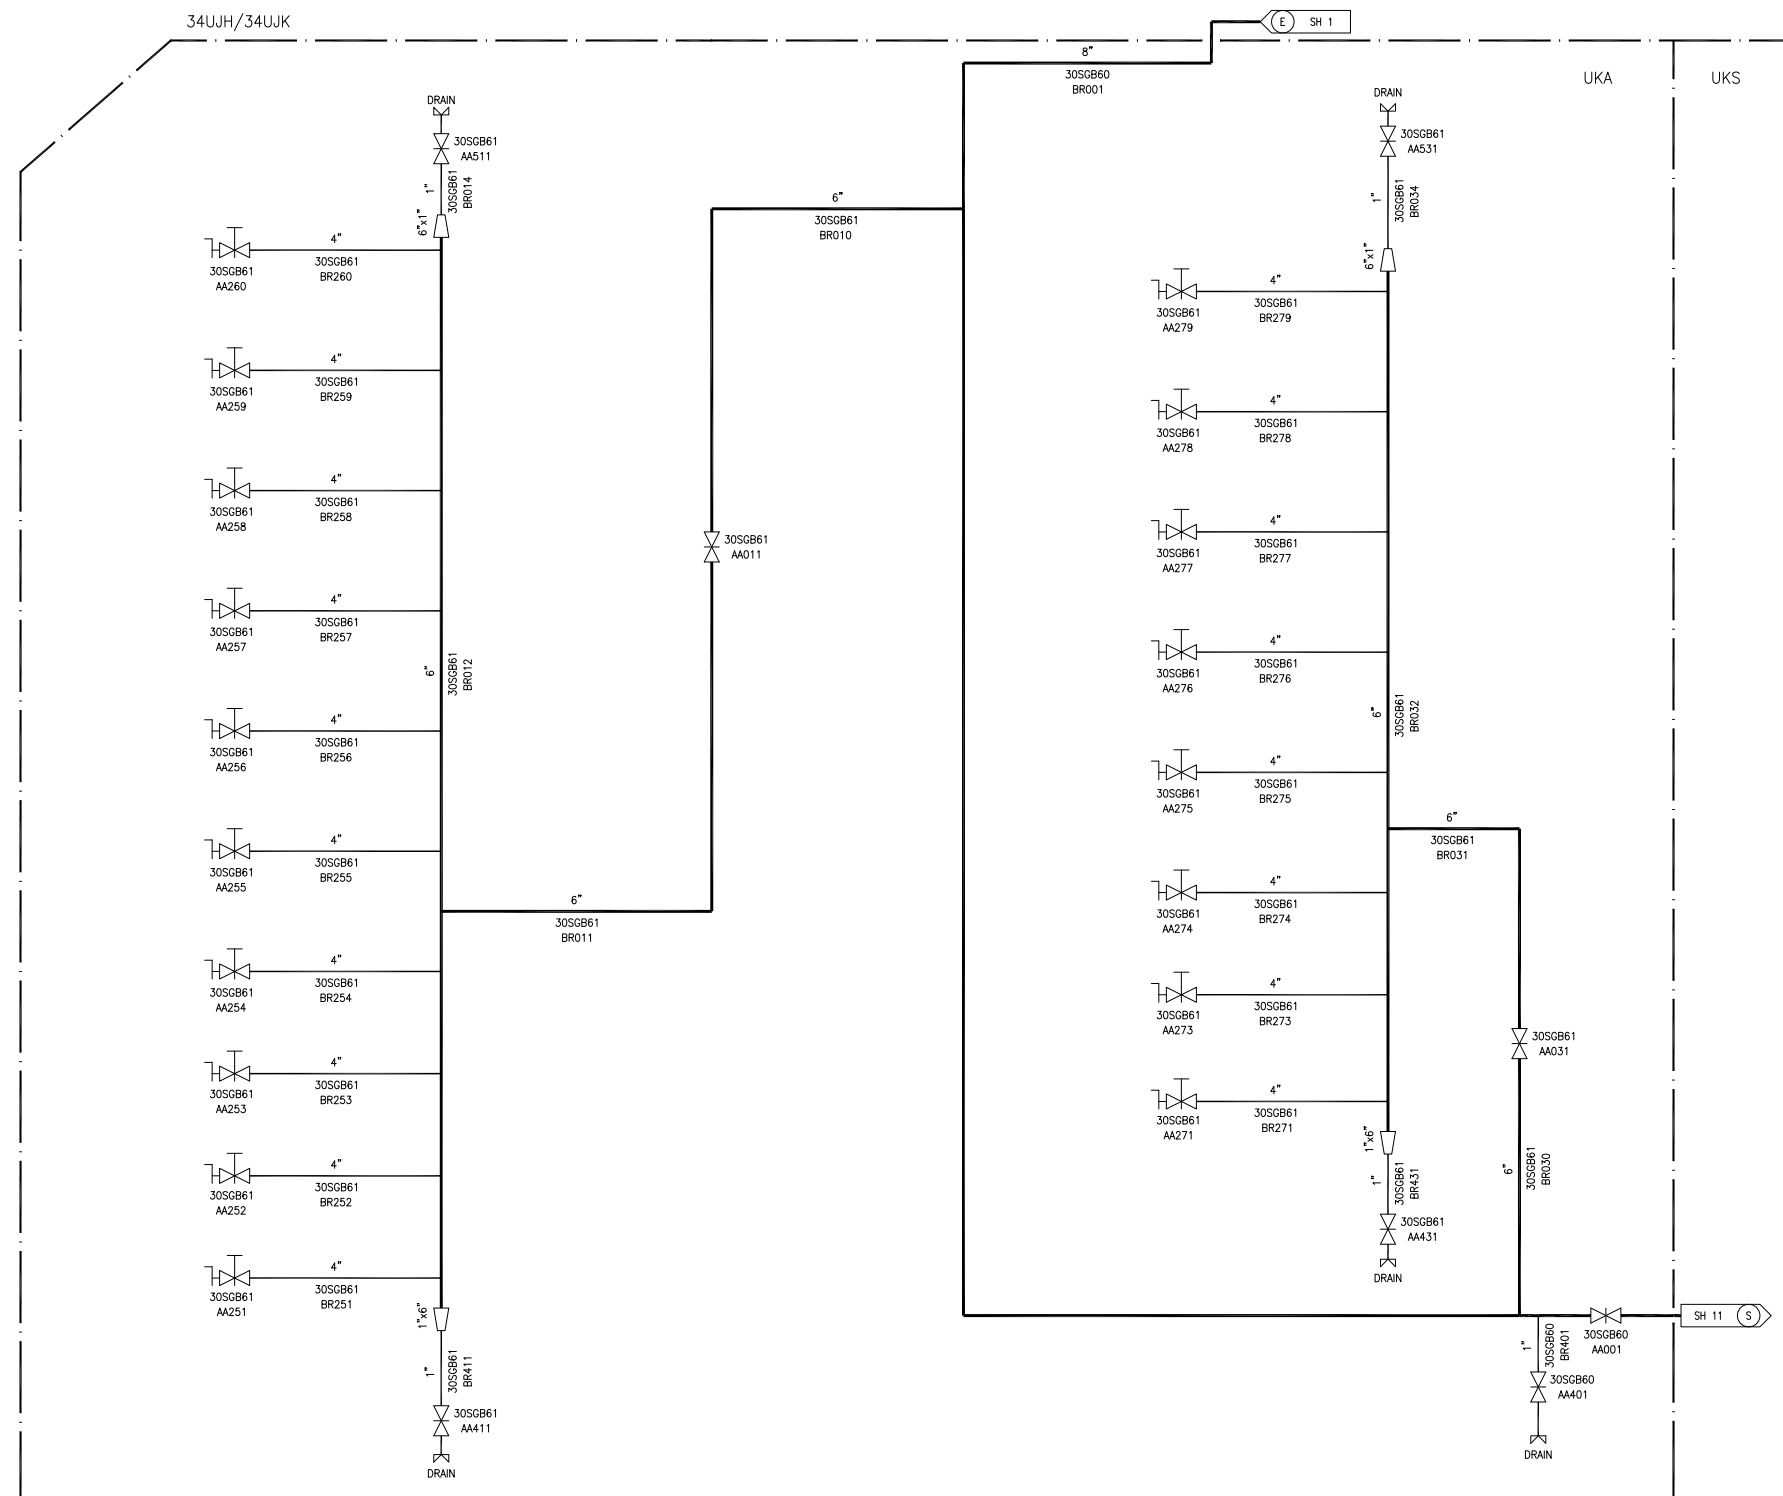 34UJH/34UJK
E SH 1
8"
30SGB60
BR001
UKA
UKS
DRAIN
30SGB61
AA511
1"
30SGB61
BR014
6"x1"
4"
30SGB61
BR260
30SGB61
AA260
4"
30SGB61
BR259
30SGB61
AA259
4"
30SGB61
BR258
30SGB61
AA258
4"
30SGB61
BR257
30SGB61
AA257
6"
30SGB61
BR012
4"
30SGB61
BR256
30SGB61
AA256
4"
30SGB61
BR255
30SGB61
AA255
4"
30SGB61
BR254
30SGB61
AA254
4"
30SGB61
BR253
30SGB61
AA253
4"
30SGB61
BR252
30SGB61
AA252
4"
30SGB61
BR251
30SGB61
AA251
1"x6"
1"
30SGB61
BR411
30SGB61
AA411
DRAIN
6"
30SGB61
BR010
30SGB61
AA011
6"
30SGB61
BR011
DRAIN
30SGB61
AA531
1"
30SGB61
BR034
6"x1"
4"
30SGB61
BR279
30SGB61
AA279
4"
30SGB61
BR278
30SGB61
AA278
4"
30SGB61
BR277
30SGB61
AA277
4"
30SGB61
BR276
30SGB61
AA276
6"
30SGB61
BR032
4"
30SGB61
BR275
30SGB61
AA275
6"
30SGB61
BR031
4"
30SGB61
BR274
30SGB61
AA274
4"
30SGB61
BR273
30SGB61
AA273
30SGB61
AA031
4"
30SGB61
BR271
30SGB61
AA271
1"x6"
1"
30SGB61
BR431
30SGB61
AA431
DRAIN
6"
30SGB61
BR030
SH 11 S
30SGB60
AA001
1"
30SGB60
BR401
30SGB60
AA401
DRAIN